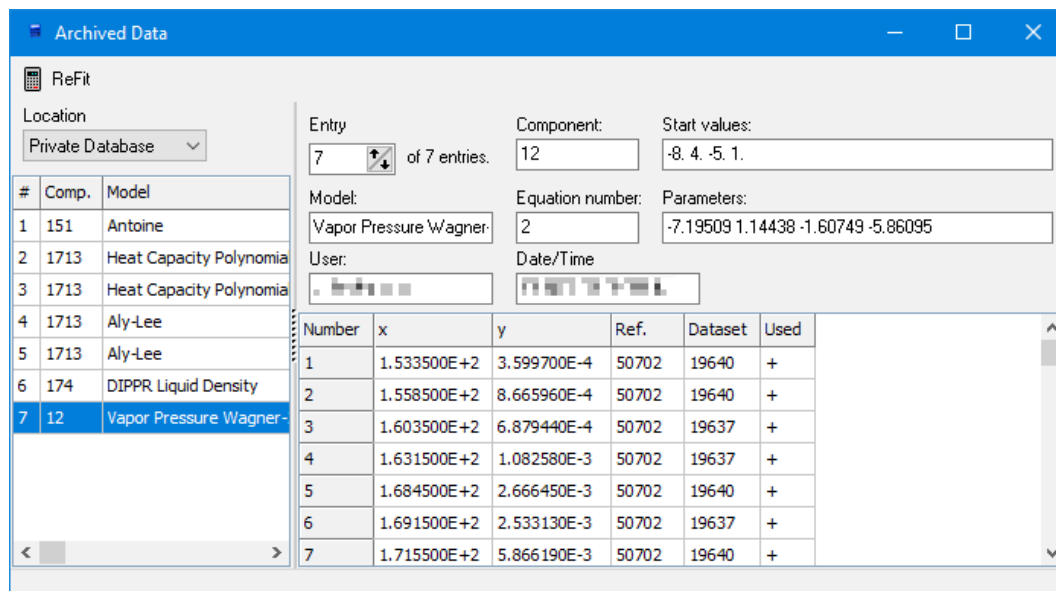 Archived Data
ReFit
Location
Private Database
# Comp. Model
1 151 Antoine
2 1713 Heat Capacity Polynomia
3 1713 Heat Capacity Polynomia
4 1713 Aly-Lee
5 1713 Aly-Lee
6 174 DIPPR Liquid Density
7 12 Vapor Pressure Wagner-
Entry Component: Start values:
7 of 7 entries. 12 -8. 4. -5. 1.
Model: Equation number: Parameters:
Vapor Pressure Wagner- 2 -7.19509 1.14438 -1.60749 -5.86095
User: Date/Time
Number x y Ref. Dataset Used
1 1.533500E+2 3.599700E-4 50702 19640 +
2 1.558500E+2 8.665960E-4 50702 19640 +
3 1.603500E+2 6.879440E-4 50702 19637 +
4 1.631500E+2 1.082580E-3 50702 19637 +
5 1.684500E+2 2.666450E-3 50702 19640 +
6 1.691500E+2 2.533130E-3 50702 19637 +
7 1.715500E+2 5.866190E-3 50702 19640 +